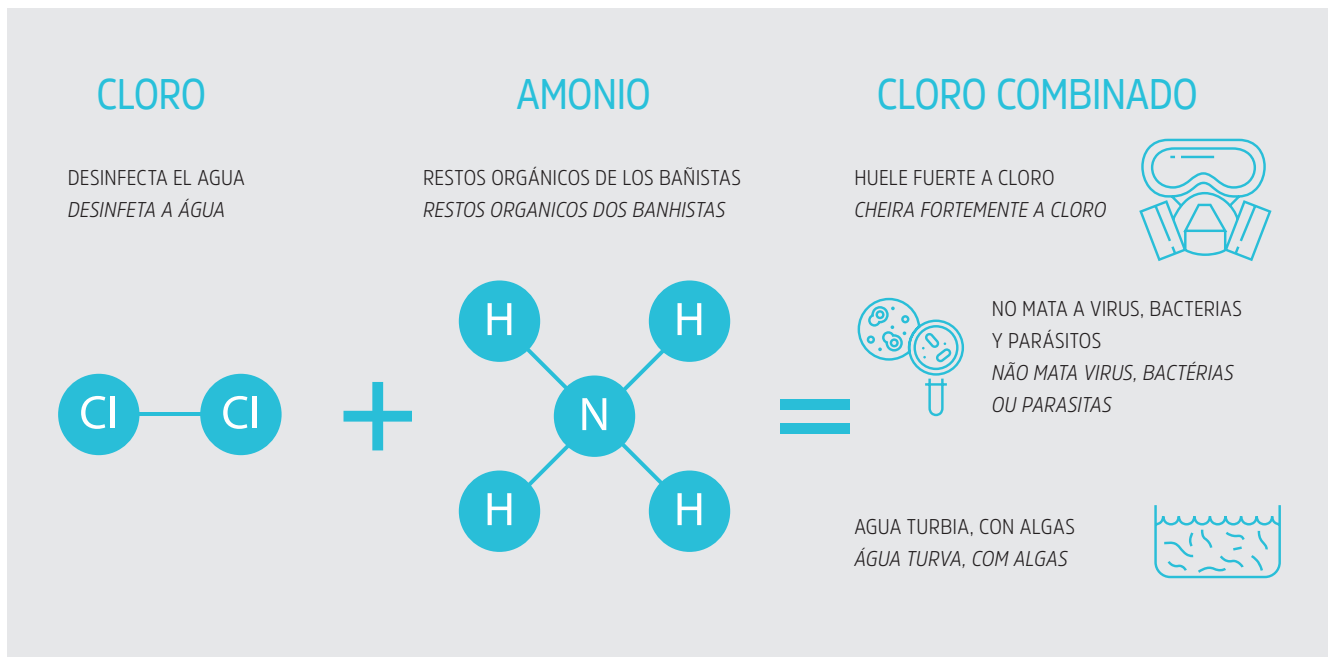 CLORO
DESINFECTA EL AGUA
DESINFETA A ÁGUA
Cl
Cl
AMONIO
RESTOS ORGÁNICOS DE LOS BAÑISTAS
RESTOS ORGANICOS DOS BANHISTAS
H
H
N
H
H
CLORO COMBINADO
HUELE FUERTE A CLORO
CHEIRA FORTEMENTE A CLORO
NO MATA A VIRUS, BACTERIAS
Y PARÁSITOS
NÃO MATA VIRUS, BACTÉRIAS
OU PARASITAS
AGUA TURBIA, CON ALGAS
ÁGUA TURVA, COM ALGAS